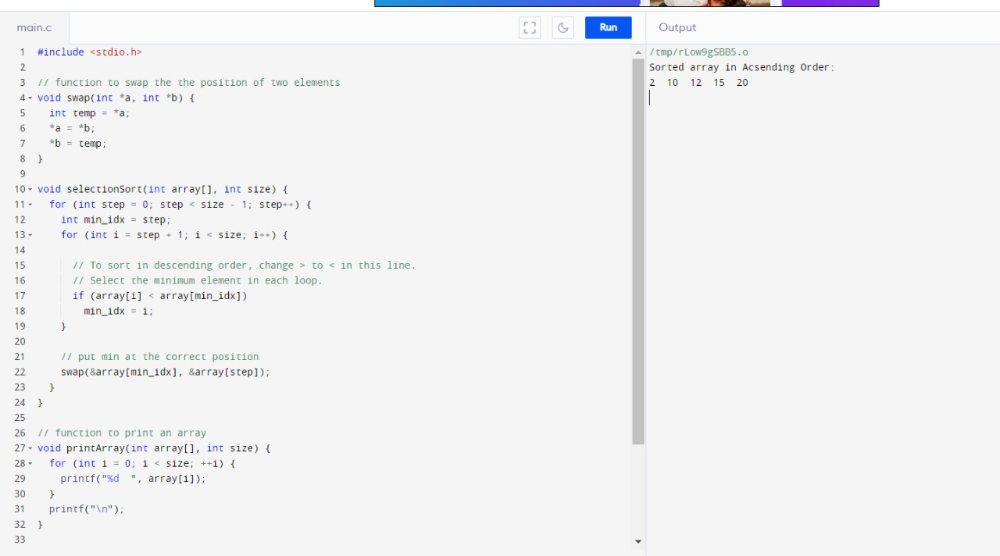 main.c
Run
Output
1 #include <stdio.h>
2
3 // function to swap the the position of two elements
4 void swap(int *a, int *b) {
5 int temp = *a;
6 *a = *b;
7 *b = temp;
8 }
9
10 void selectionSort(int array[], int size) {
11 for (int step = 0; step < size - 1; step++) {
12 int min_idx = step;
13 for (int i = step + 1; i < size; i++) {
14
15 // To sort in descending order, change > to < in this line.
16 // Select the minimum element in each loop.
17 if (array[i] < array[min_idx])
18 min_idx = i;
19 }
20
21 // put min at the correct position
22 swap(&array[min_idx], &array[step]);
23 }
24 }
25
26 // function to print an array
27 void printArray(int array[], int size) {
28 for (int i = 0; i < size; ++i) {
29 printf("%d  ", array[i]);
30 }
31 printf("\n");
32 }
33
/tmp/rLow9gSBB5.o
Sorted array in Acsending Order:
2  10  12  15  20